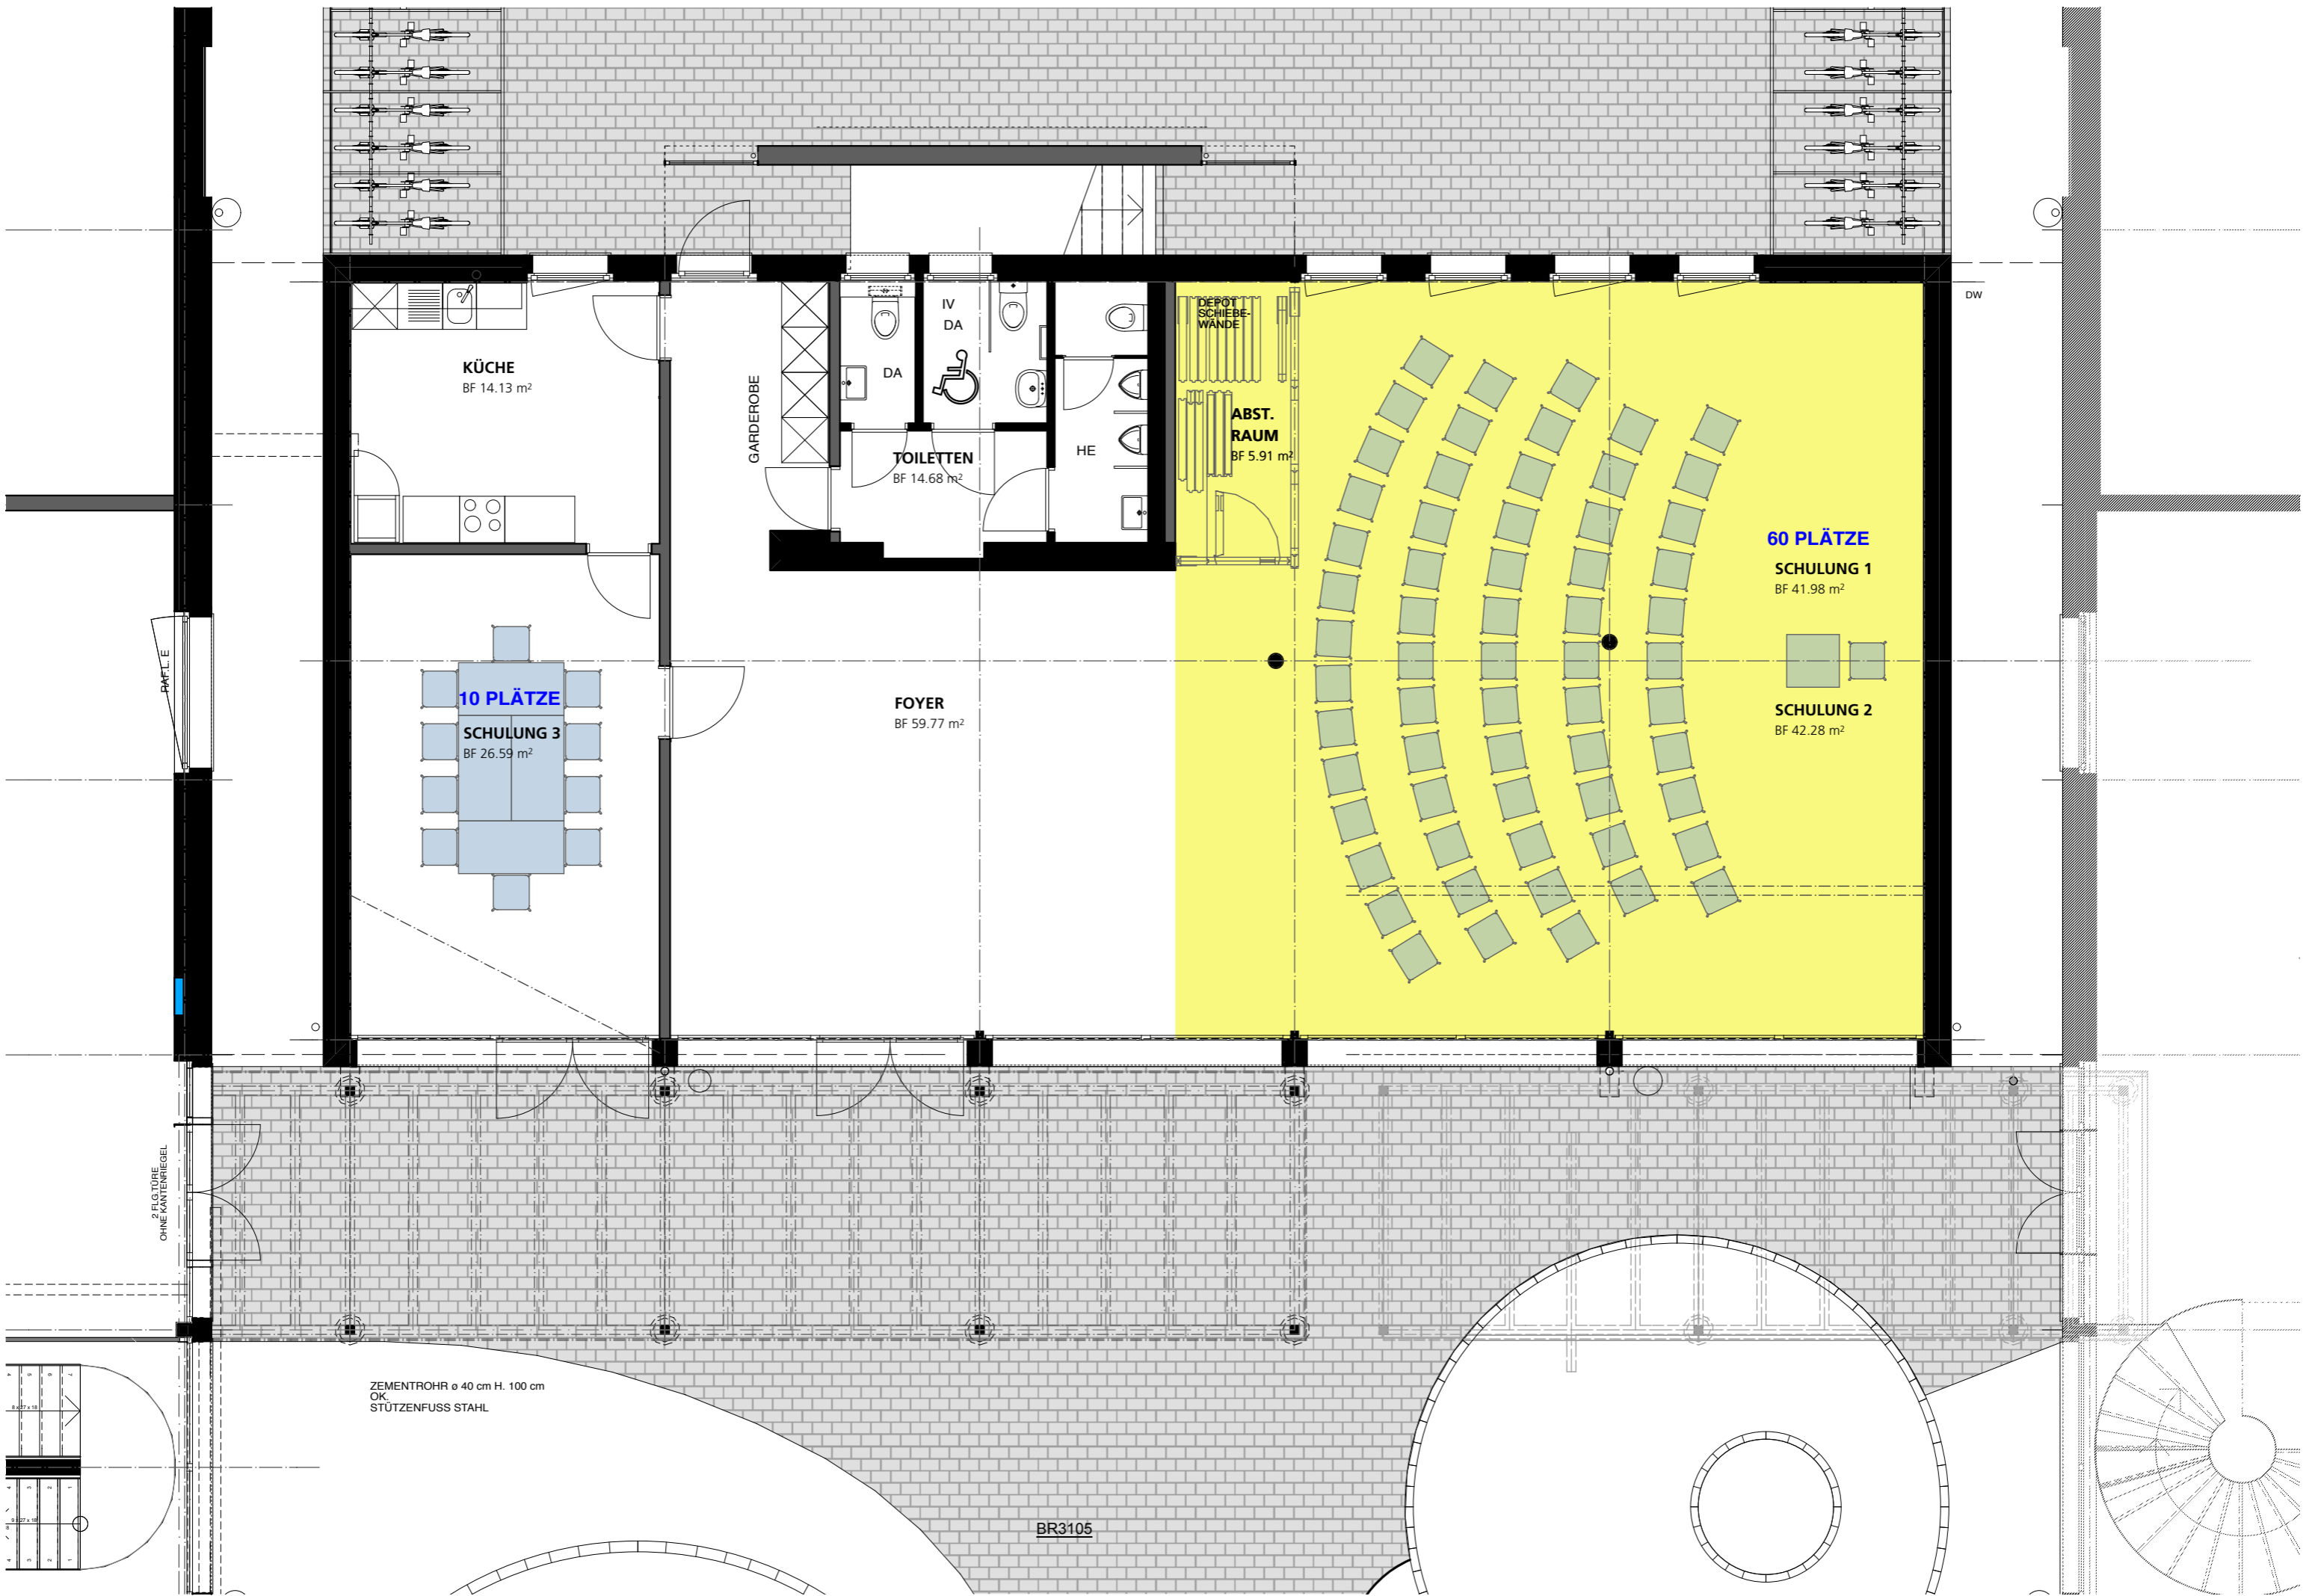 DEPOT
SCHIEBE-
WÄNDE
DW
IV
DA
KÜCHE
BF 14.13 m²
DA
GARDEROBE
ABST.
RAUM
BF 5.91 m²
HE
TOILETTEN
BF 14.68 m²
60 PLÄTZE
SCHULUNG 1
BF 41.98 m²
RAF.L. E
10 PLÄTZE
SCHULUNG 3
BF 26.59 m²
FOYER
BF 59.77 m²
SCHULUNG 2
BF 42.28 m²
2 FLG.TÜRE
OHNE KANTENRIEGEL
ZEMENTROHR ø 40 cm H. 100 cm
OK.
STÜTZENFUSS STAHL
BR3105